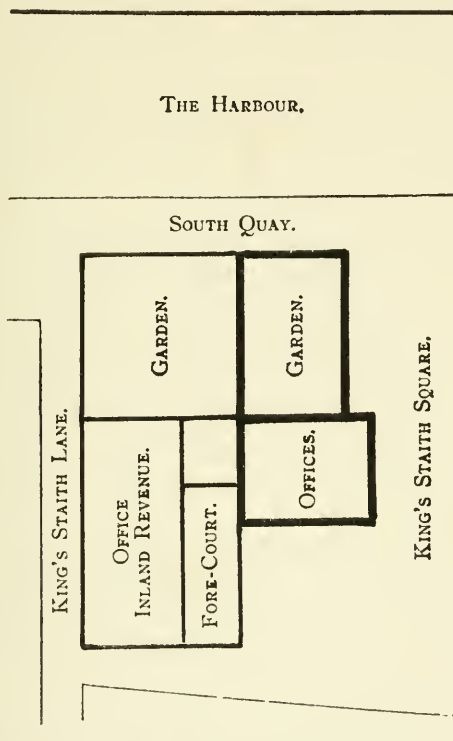 THE HARBOUR.
SOUTH QUAY.
GARDEN.
GARDEN.
KING'S STAITH LANE.
OFFICE
INLAND REVENUE.
FORE-COURT.
OFFICES.
KING'S STAITH SQUARE.